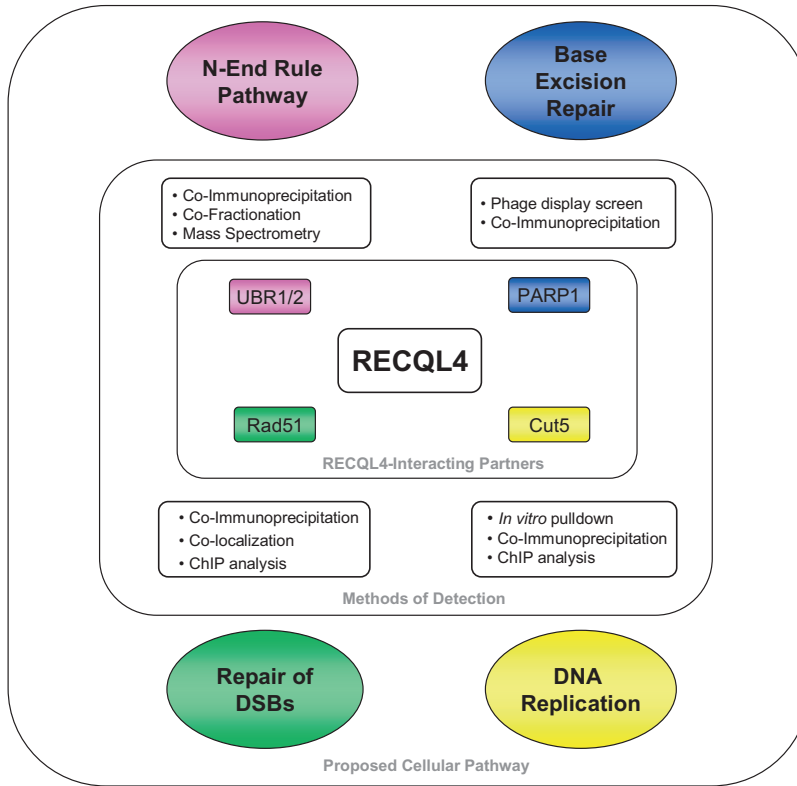 N-End Rule
Pathway
Base
Excision
Repair
• Co-Immunoprecipitation
• Co-Fractionation
• Mass Spectrometry
• Phage display screen
• Co-Immunoprecipitation
UBR1/2
PARP1
RECQL4
Rad51
Cut5
RECQL4-Interacting Partners
• Co-Immunoprecipitation
• Co-localization
• ChIP analysis
• In vitro pulldown
• Co-Immunoprecipitation
• ChIP analysis
Methods of Detection
Repair of
DSBs
DNA
Replication
Proposed Cellular Pathway